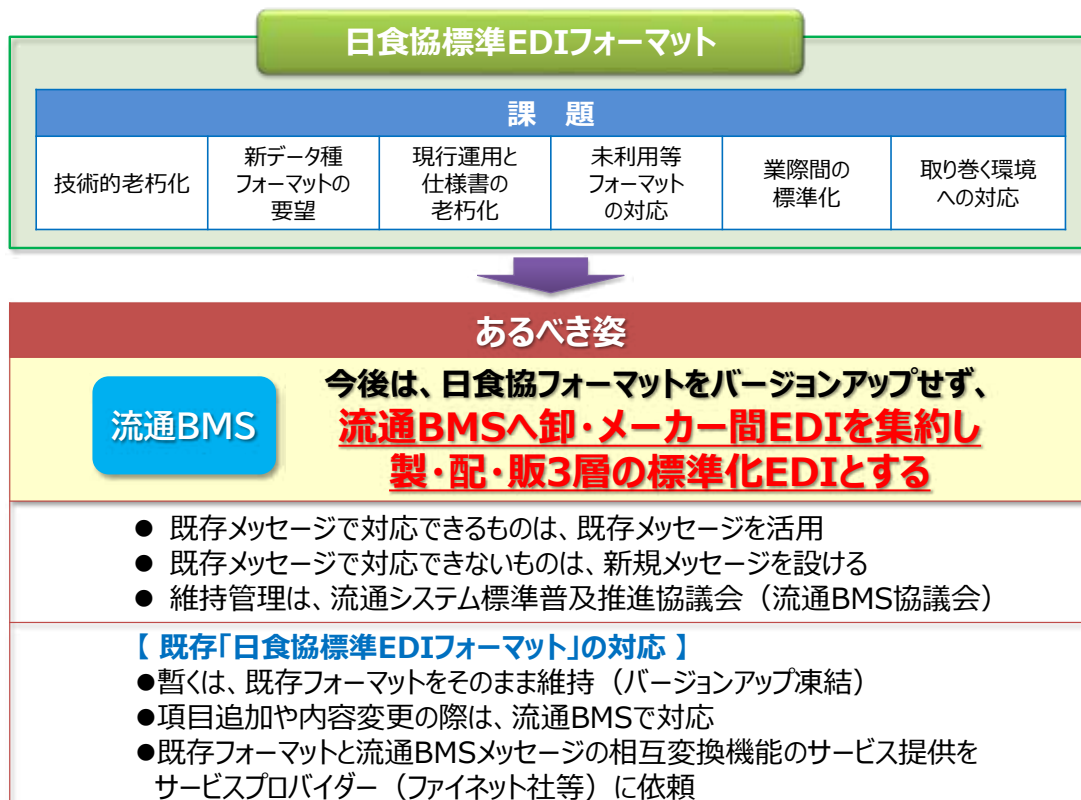 日食協標準EDIフォーマット
課　題
技術的老朽化
新データ種
フォーマットの
要望
現行運用と
仕様書の
老朽化
未利用等
フォーマット
の対応
業際間の
標準化
取り巻く環境
への対応
あるべき姿
流通BMS
今後は、日食協フォーマットをバージョンアップせず、
流通BMSへ卸・メーカー間EDIを集約し
製・配・販3層の標準化EDIとする
● 既存メッセージで対応できるものは、既存メッセージを活用
● 既存メッセージで対応できないものは、新規メッセージを設ける
● 維持管理は、流通システム標準普及推進協議会（流通BMS協議会）
【 既存「日食協標準EDIフォーマット」の対応 】
●暫くは、既存フォーマットをそのまま維持（バージョンアップ凍結）
●項目追加や内容変更の際は、流通BMSで対応
●既存フォーマットと流通BMSメッセージの相互変換機能のサービス提供を
サービスプロバイダー（ファイネット社等）に依頼